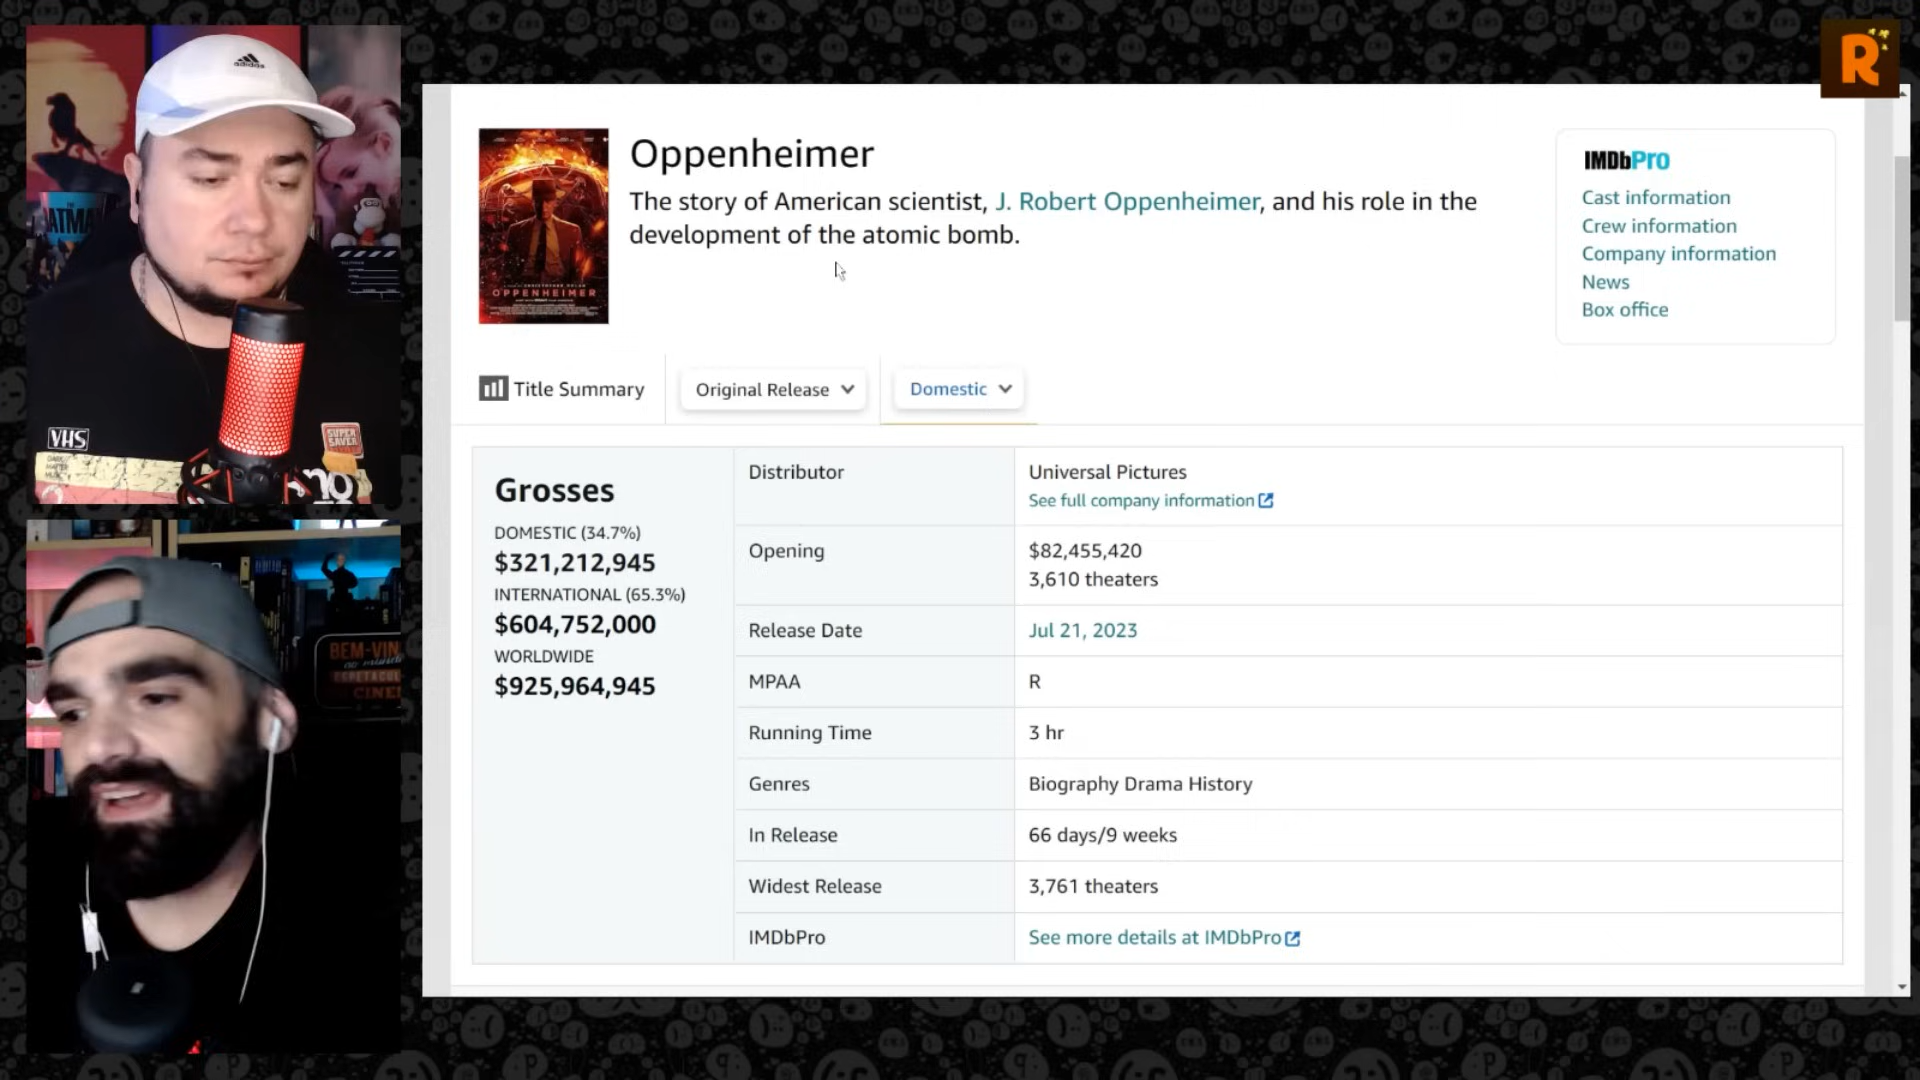 adidas
VHS
SUPER
SAVER
BEM-VIN
CINE
R
OPPENHEIMER
Oppenheimer
The story of American scientist, J. Robert Oppenheimer, and his role in the
development of the atomic bomb.
IMDbPro
Cast information
Crew information
Company information
News
Box office
Title Summary
Original Release
Domestic
Grosses
DOMESTIC (34.7%)
$321,212,945
INTERNATIONAL (65.3%)
$604,752,000
WORLDWIDE
$925,964,945
Distributor
Universal Pictures
See full company information
Opening
$82,455,420
3,610 theaters
Release Date
Jul 21, 2023
MPAA
R
Running Time
3 hr
Genres
Biography Drama History
In Release
66 days/9 weeks
Widest Release
3,761 theaters
IMDbPro
See more details at IMDbPro